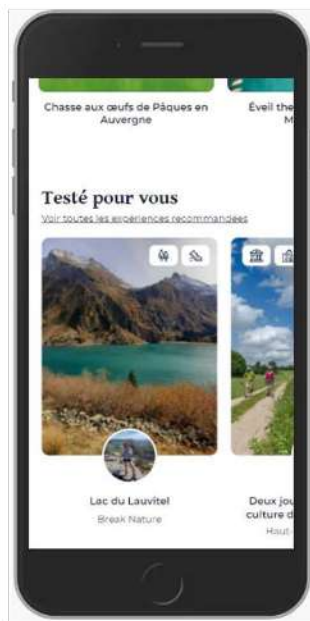 Chasse aux œufs de Pâques en
Auvergne
Éveil the
M
Testé pour vous
Voir toutes les expériences recommandées
Lac du Lauvitel
Break Nature
Deux jou
culture d
Haut-